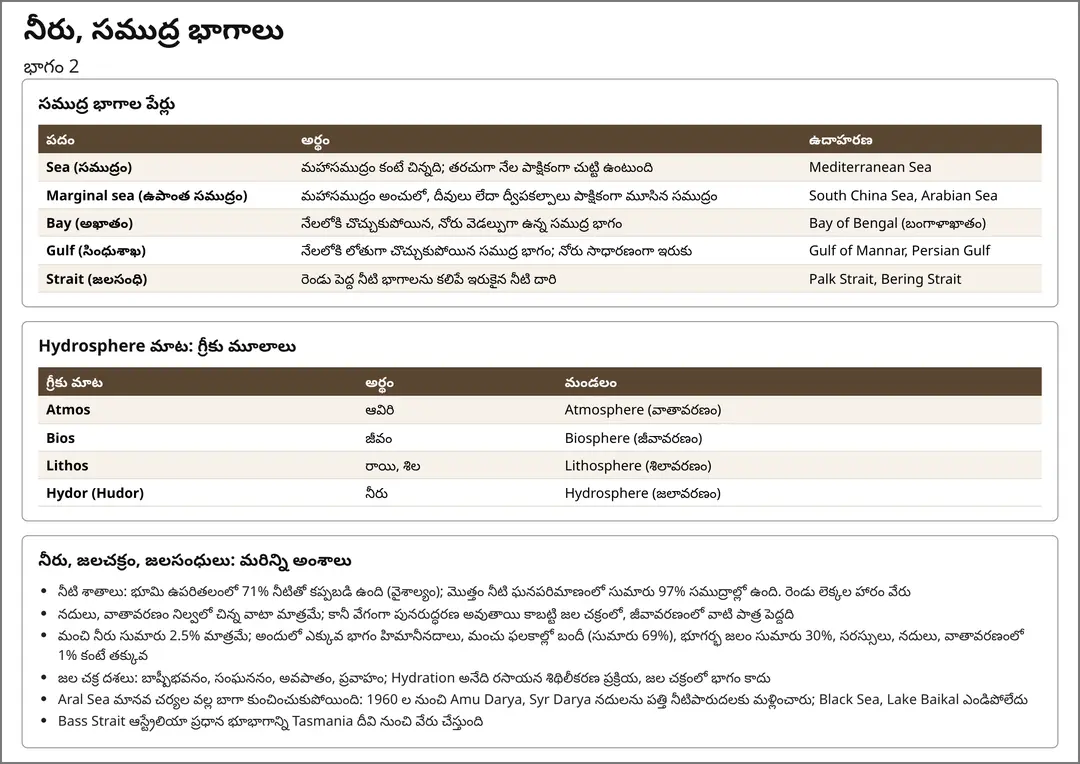 నీరు, సముద్ర భాగాలు
భాగం 2
సముద్ర భాగాల పేర్లు
పదం అర్థం ఉదాహరణ
Sea (సముద్రం) మహాసముద్రం కంటే చిన్నది; తరచుగా నేల పాక్షికంగా చుట్టి ఉంటుంది Mediterranean Sea
Marginal sea (ఉపాంత సముద్రం) మహాసముద్రం అంచులో, దీవులు లేదా ద్వీపకల్పాలు పాక్షికంగా మూసిన సముద్రం South China Sea, Arabian Sea
Bay (అఖాతం) నేలలోకి చొచ్చుకుపోయిన, నోరు వెడల్పుగా ఉన్న సముద్ర భాగం Bay of Bengal (బంగాళాఖాతం)
Gulf (సింధుశాఖ) నేలలోకి లోతుగా చొచ్చుకుపోయిన సముద్ర భాగం; నోరు సాధారణంగా ఇరుకు Gulf of Mannar, Persian Gulf
Strait (జలసంధి) రెండు పెద్ద నీటి భాగాలను కలిపే ఇరుకైన నీటి దారి Palk Strait, Bering Strait
Hydrosphere మాట: గ్రీకు మూలాలు
గ్రీకు మాట అర్థం మండలం
Atmos ఆవిరి Atmosphere (వాతావరణం)
Bios జీవం Biosphere (జీవావరణం)
Lithos రాయి, శిల Lithosphere (శిలావరణం)
Hydor (Hudor) నీరు Hydrosphere (జలావరణం)
నీరు, జలచక్రం, జలసంధులు: మరిన్ని అంశాలు
• నీటి శాతాలు: భూమి ఉపరితలంలో 71% నీటితో కప్పబడి ఉంది (వైశాల్యం); మొత్తం నీటి ఘనపరిమాణంలో సుమారు 97% సముద్రాల్లో ఉంది. రెండు లెక్కల హారం వేరు
• నదులు, వాతావరణం నిల్వలో చిన్న వాటా మాత్రమే; కానీ వేగంగా పునరుద్ధరణ అవుతాయి కాబట్టి జల చక్రంలో, జీవావరణంలో వాటి పాత్ర పెద్దది
• మంచి నీరు సుమారు 2.5% మాత్రమే; అందులో ఎక్కువ భాగం హిమానీనదాలు, మంచు ఫలకాల్లో బందీ (సుమారు 69%), భూగర్భ జలం సుమారు 30%, సరస్సులు, నదులు, వాతావరణంలో
1% కంటే తక్కువ
• జల చక్ర దశలు: బాష్పీభవనం, సంఘననం, అవపాతం, ప్రవాహం; Hydration అనేది రసాయన శిథిలీకరణ ప్రక్రియ, జల చక్రంలో భాగం కాదు
• Aral Sea మానవ చర్యల వల్ల బాగా కుంచించుకుపోయింది: 1960 ల నుంచి Amu Darya, Syr Darya నదులను పత్తి నీటిపారుదలకు మళ్లించారు; Black Sea, Lake Baikal ఎండిపోలేదు
• Bass Strait ఆస్ట్రేలియా ప్రధాన భూభాగాన్ని Tasmania దీవి నుంచి వేరు చేస్తుంది